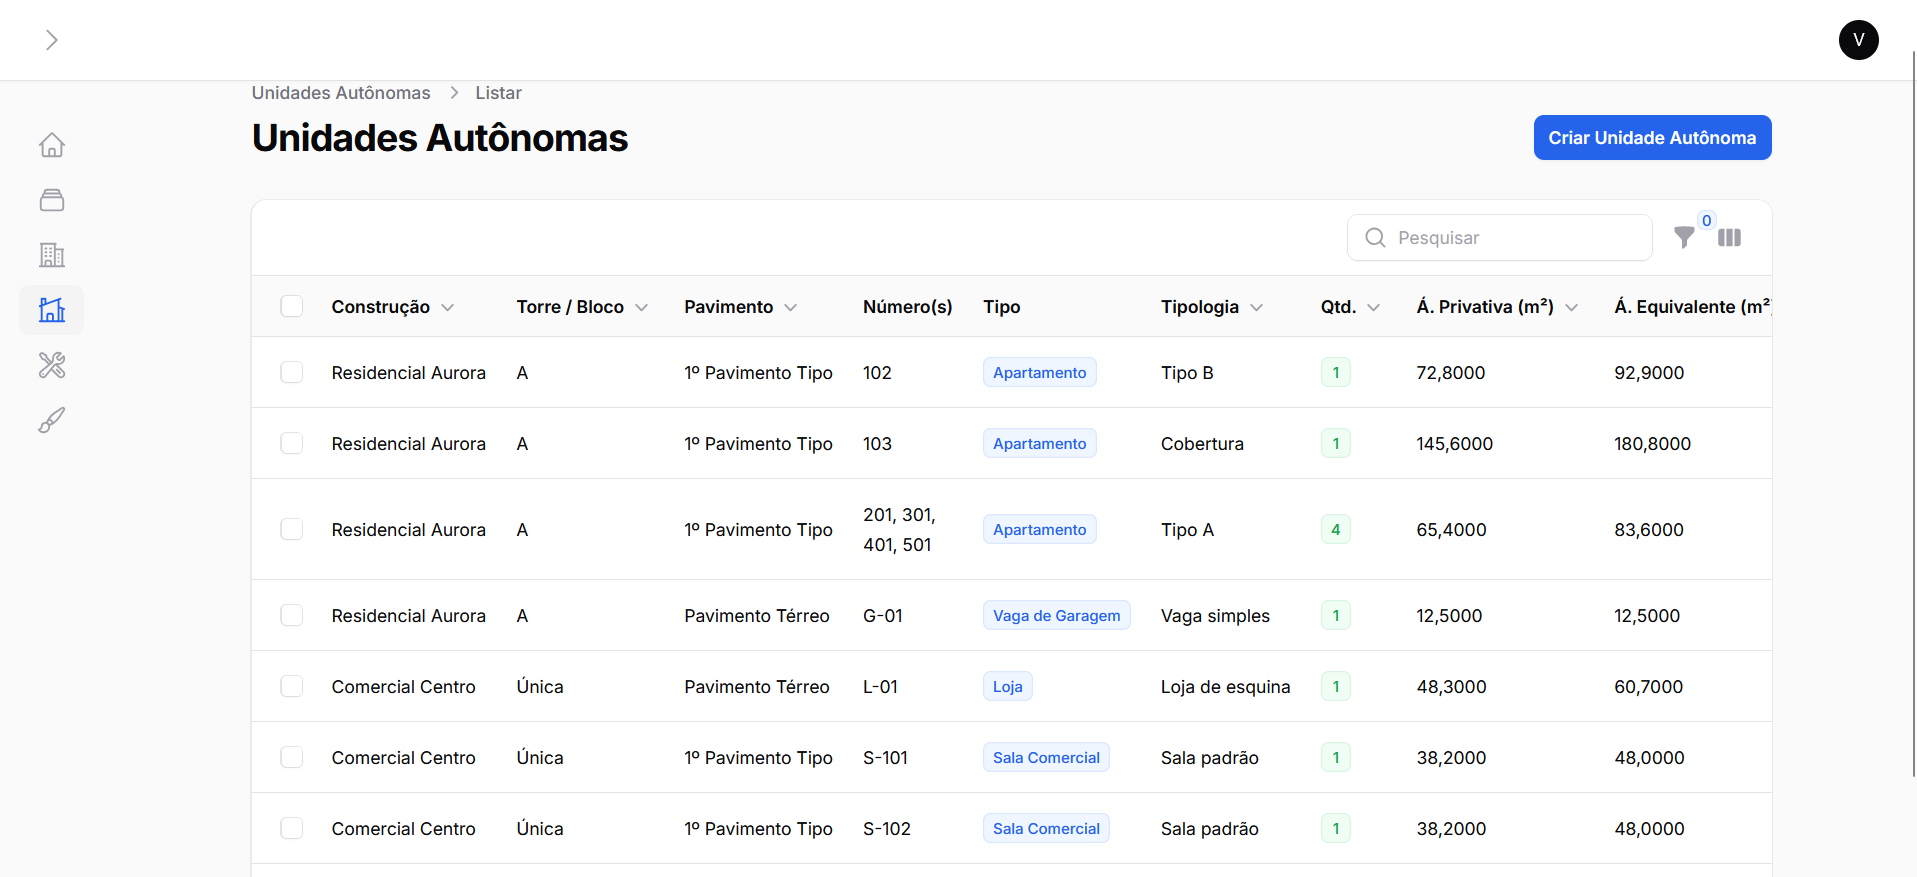 V
Unidades Autônomas > Listar
Unidades Autônomas
Criar Unidade Autônoma
Pesquisar
0
Construção Torre / Bloco Pavimento Número(s) Tipo Tipologia Qtd. Á. Privativa (m²) Á. Equivalente (m²)
Residencial Aurora A 1º Pavimento Tipo 102 Apartamento Tipo B 1 72,8000 92,9000
Residencial Aurora A 1º Pavimento Tipo 103 Apartamento Cobertura 1 145,6000 180,8000
Residencial Aurora A 1º Pavimento Tipo 201, 301,
401, 501 Apartamento Tipo A 4 65,4000 83,6000
Residencial Aurora A Pavimento Térreo G-01 Vaga de Garagem Vaga simples 1 12,5000 12,5000
Comercial Centro Única Pavimento Térreo L-01 Loja Loja de esquina 1 48,3000 60,7000
Comercial Centro Única 1º Pavimento Tipo S-101 Sala Comercial Sala padrão 1 38,2000 48,0000
Comercial Centro Única 1º Pavimento Tipo S-102 Sala Comercial Sala padrão 1 38,2000 48,0000